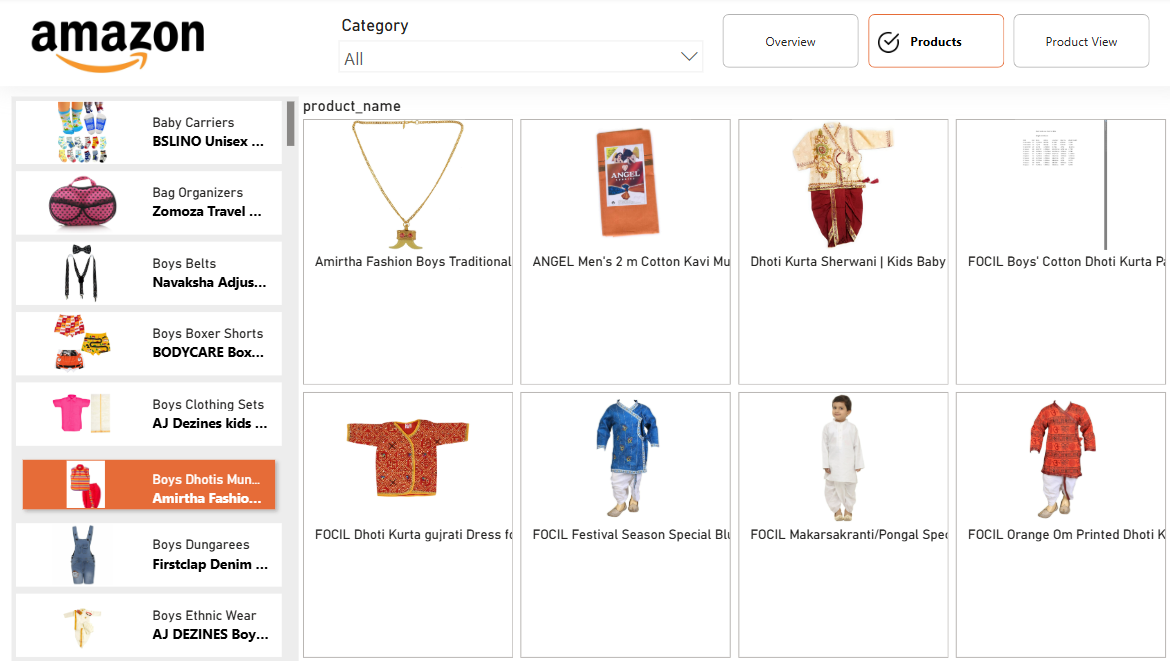 amazon
Category
All
Overview
Products
Product View
Baby Carriers
BSLINO Unisex ...
Bag Organizers
Zomoza Travel ...
Boys Belts
Navaksha Adjus...
Boys Boxer Shorts
BODYCARE Box...
Boys Clothing Sets
AJ Dezines kids ...
Boys Dhotis Mun...
Amirtha Fashio...
Boys Dungarees
Firstclap Denim ...
Boys Ethnic Wear
AJ DEZINES Boy...
product_name
ANGEL
Amirtha Fashion Boys Traditional
ANGEL Men's 2 m Cotton Kavi Mu
Dhoti Kurta Sherwani | Kids Baby
FOCIL Boys' Cotton Dhoti Kurta Pa
FOCIL Dhoti Kurta gujrati Dress fo
FOCIL Festival Season Special Blu
FOCIL Makarsakranti/Pongal Spec
FOCIL Orange Om Printed Dhoti K